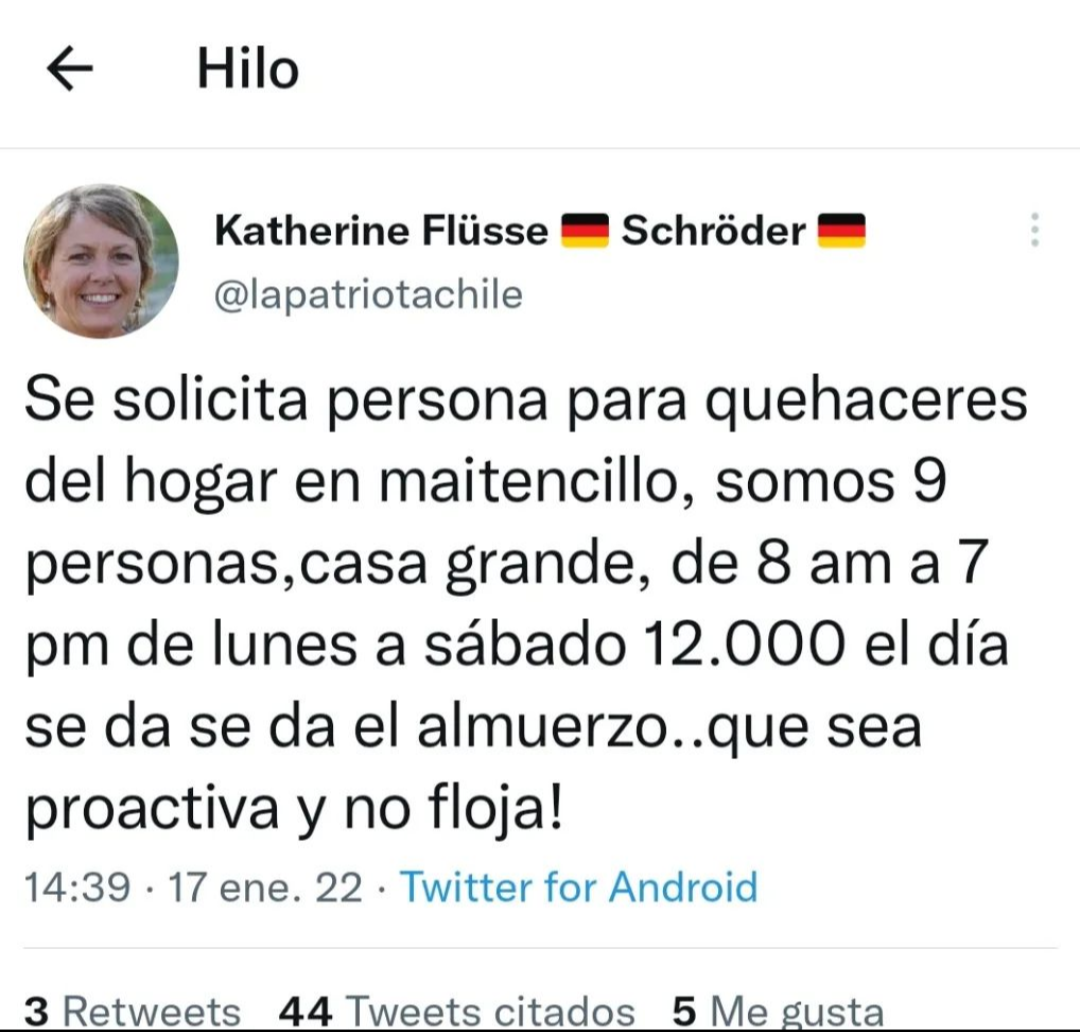 Hilo
Katherine Flüsse 🇩🇪 Schröder 🇩🇪
@lapatriotachile
Se solicita persona para quehaceres
del hogar en maitencillo, somos 9
personas,casa grande, de 8 am a 7
pm de lunes a sábado 12.000 el día
se da se da el almuerzo..que sea
proactiva y no floja!
14:39 · 17 ene. 22 · Twitter for Android
3 Retweets 44 Tweets citados 5 Me gusta